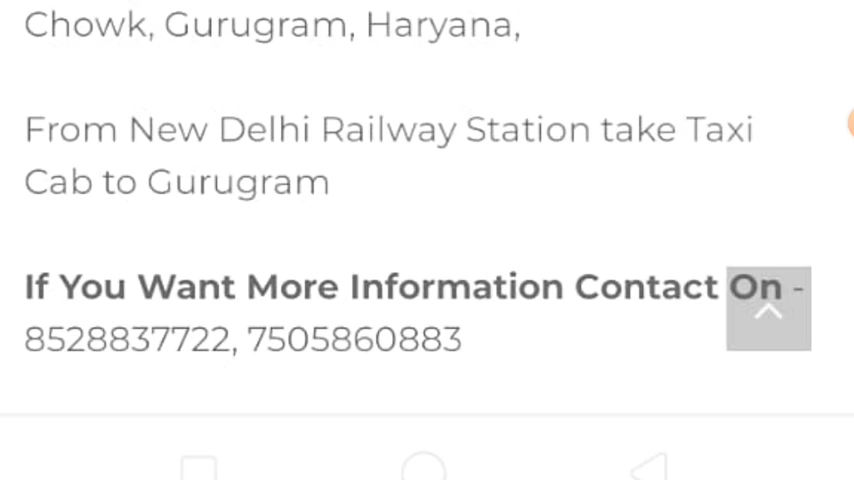 Chowk, Gurugram, Haryana,
From New Delhi Railway Station take Taxi
Cab to Gurugram
If You Want More Information Contact On -
8528837722, 7505860883